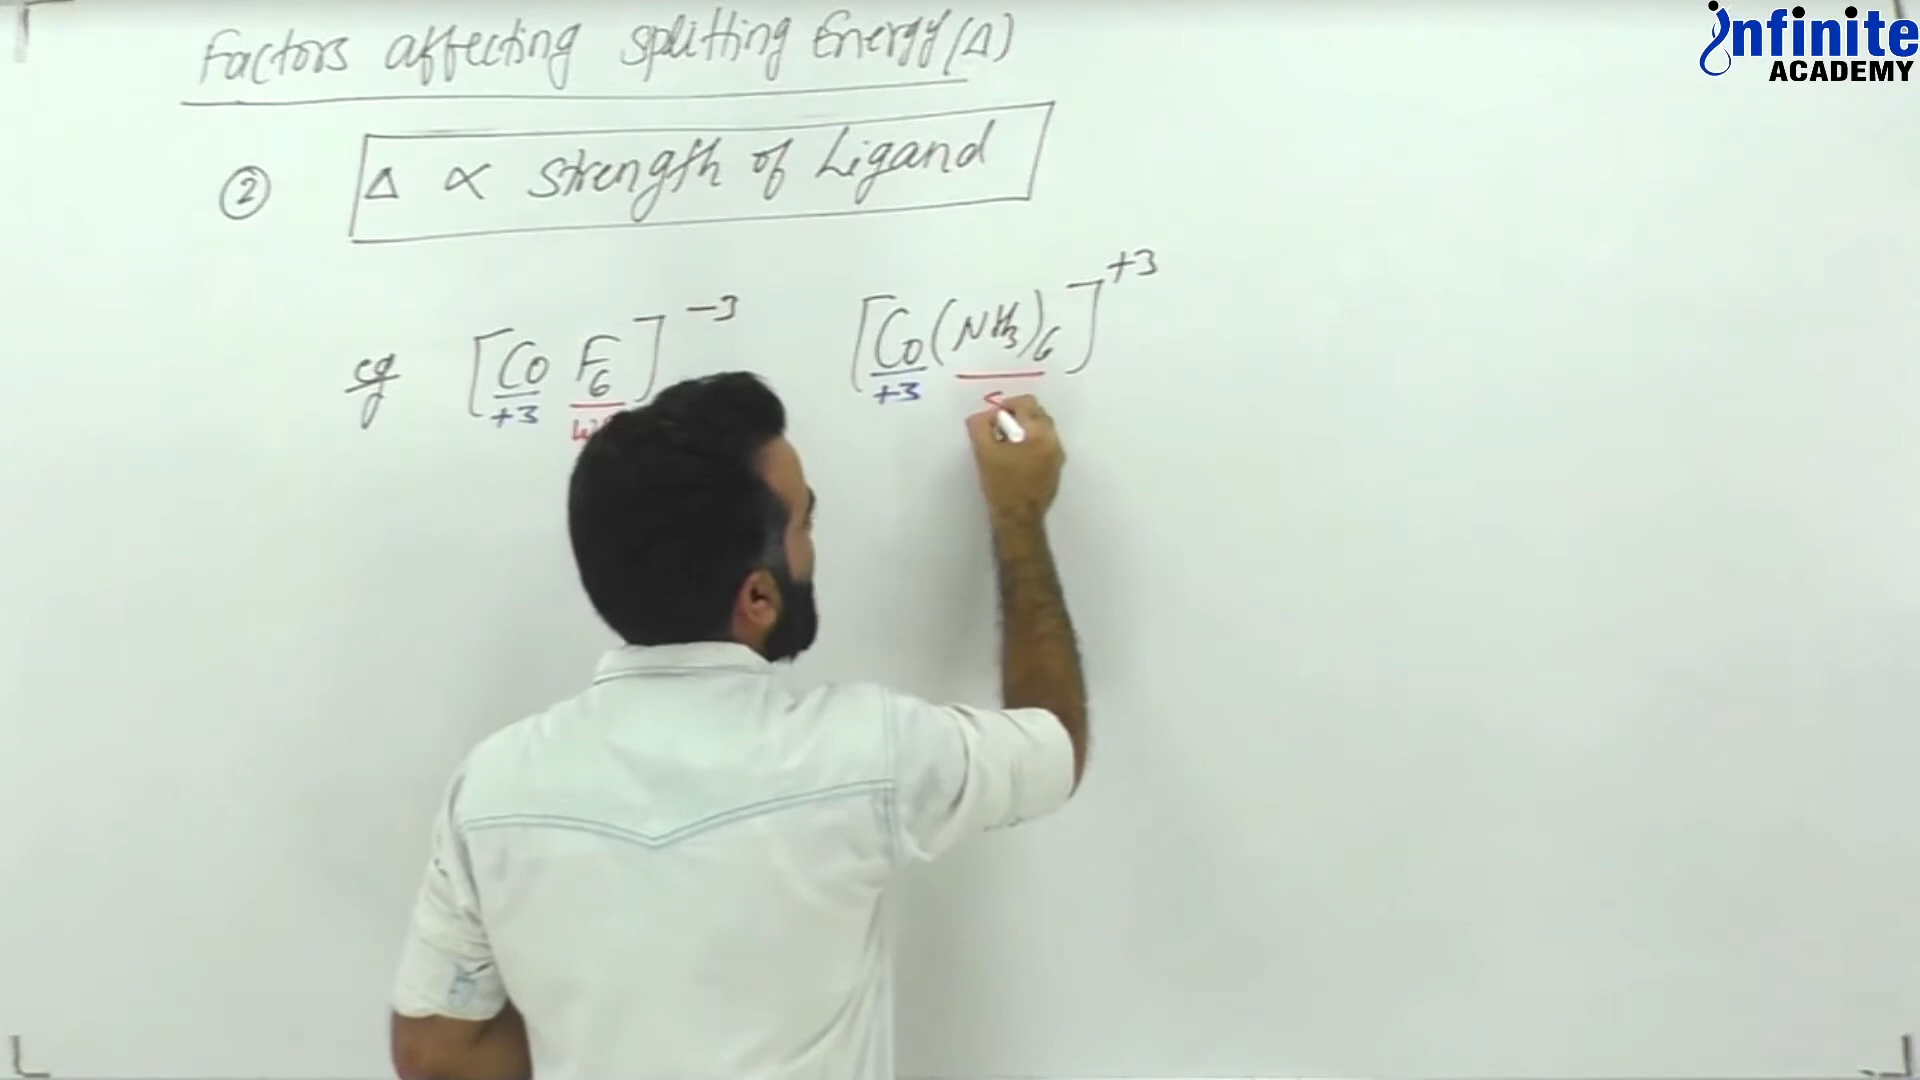 Factors affecting splitting Energy (Δ)
② Δ ∝ strength of Ligand
eg [Co F6]-3 [Co(NH3)6]+3
+3 +3 S
infinite
ACADEMY